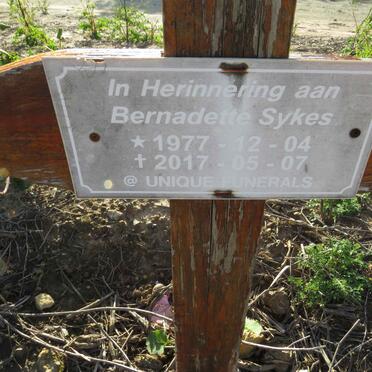 In Herinnering aan
Bernadette Sykes
★ 1977 - 12 - 04
✝ 2017 - 05 - 07
@ UNIQUE FUNERALS